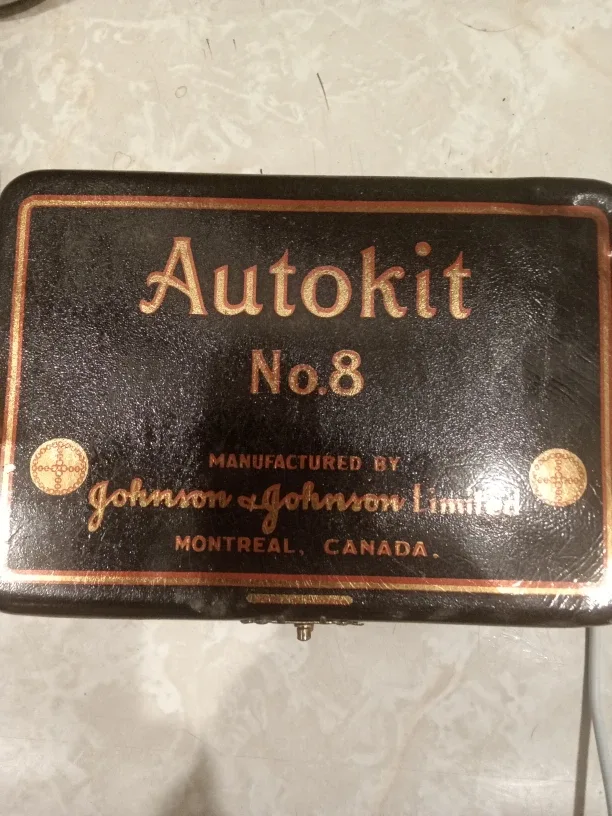 Autokit
No.8
MANUFACTURED BY
Johnson & Johnson Limited
MONTREAL, CANADA.